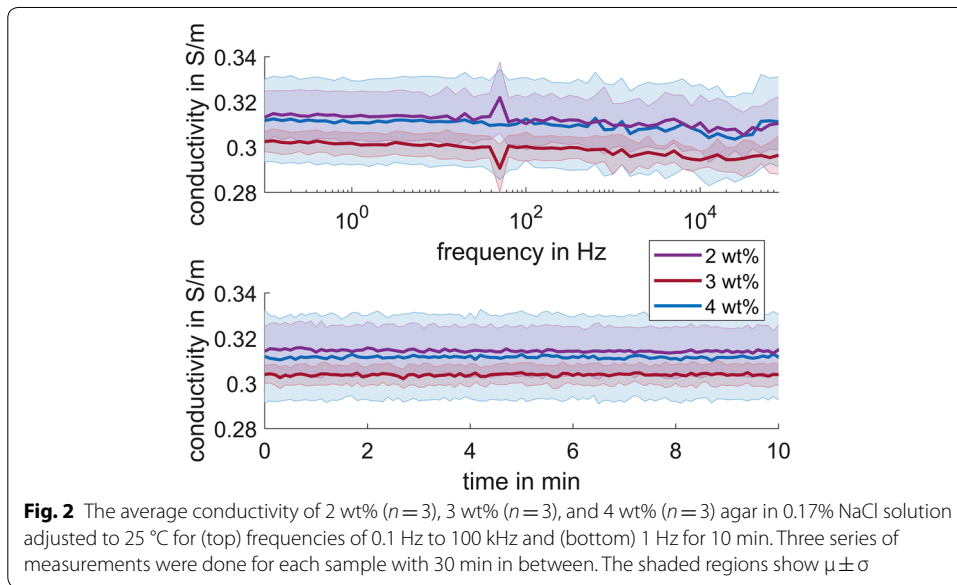 0.34
0.32
0.3
0.28
conductivity in S/m
10^0
10^2
10^4
frequency in Hz
2 wt%
3 wt%
4 wt%
0.34
0.32
0.3
0.28
conductivity in S/m
0
2
4
6
8
10
time in min
Fig. 2 The average conductivity of 2 wt% (n = 3), 3 wt% (n = 3), and 4 wt% (n = 3) agar in 0.17% NaCl solution
adjusted to 25 °C for (top) frequencies of 0.1 Hz to 100 kHz and (bottom) 1 Hz for 10 min. Three series of
measurements were done for each sample with 30 min in between. The shaded regions show μ ± σ